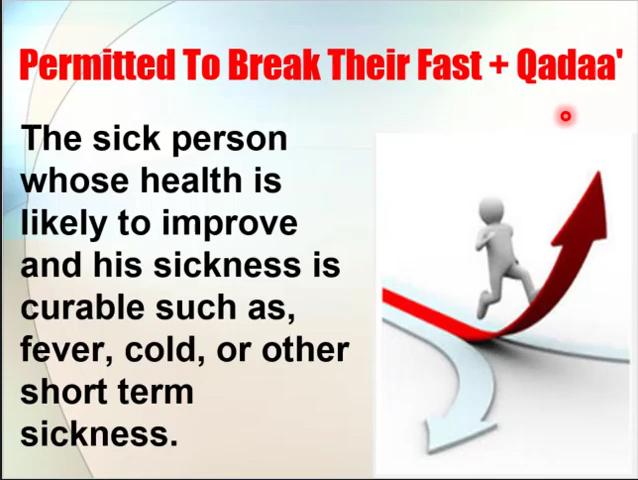 Permitted To Break Their Fast + Qadaa'
The sick person
whose health is
likely to improve
and his sickness is
curable such as,
fever, cold, or other
short term
sickness.